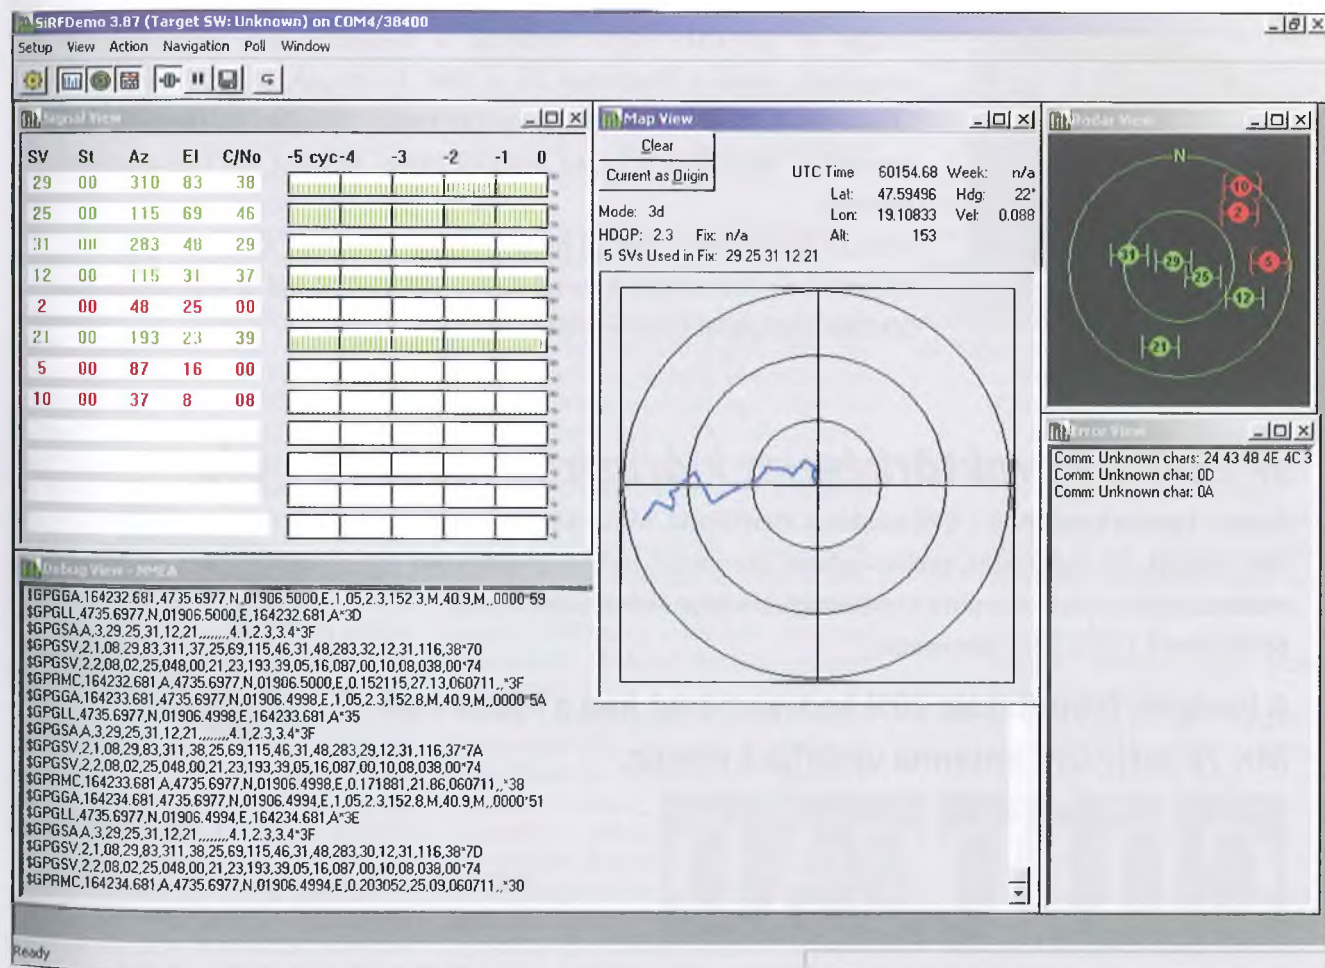 SiRFDemo 3.87 (Target SW: Unknown) on COM4/38400
Setup View Action Navigation Poll Window
Signal View
SV St Az El C/No -5 cyc-4 -3 -2 -1 0
29 00 310 83 38
25 00 115 69 46
31 00 283 48 29
12 00 115 31 37
2 00 48 25 00
21 00 193 23 39
5 00 87 16 00
10 00 37 8 08
Map View
Clear
Current as Origin
UTC Time 60154.68 Week: n/a
Lat: 47.59496 Hdg: 22°
Mode: 3d Lon: 19.10833 Vel: 0.088
HDOP: 2.3 Fix: n/a Alt: 153
5 SVs Used in Fix: 29 25 31 12 21
Radar View
N
10
2
31
29
5
25
12
21
Error View
Comm: Unknown chars: 24 43 48 4E 4C 3
Comm: Unknown char: 0D
Comm: Unknown char: 0A
Debug View - NMEA
$GPGGA,164232.681,4735.6977,N,01906.5000,E,1,05,2.3,152.3,M,40.9,M,,0000*59
$GPGLL,4735.6977,N,01906.5000,E,164232.681,A*3D
$GPGSA,A,3,29,25,31,12,21,,,,,,,,4.1,2.3,3.4*3F
$GPGSV,2,1,08,29,83,311,37,25,69,115,46,31,48,283,32,12,31,116,38*70
$GPGSV,2,2,08,02,25,048,00,21,23,193,39,05,16,087,00,10,08,038,00*74
$GPRMC,164232.681,A,4735.6977,N,01906.5000,E,0.152115,27.13,060711,,*3F
$GPGGA,164233.681,4735.6977,N,01906.4998,E,1,05,2.3,152.8,M,40.9,M,,0000*5A
$GPGLL,4735.6977,N,01906.4998,E,164233.681,A*35
$GPGSA,A,3,29,25,31,12,21,,,,,,,,4.1,2.3,3.4*3F
$GPGSV,2,1,08,29,83,311,38,25,69,115,46,31,48,283,29,12,31,116,37*7A
$GPGSV,2,2,08,02,25,048,00,21,23,193,39,05,16,087,00,10,08,038,00*74
$GPRMC,164233.681,A,4735.6977,N,01906.4998,E,0.171881,21.86,060711,,*38
$GPGGA,164234.681,4735.6977,N,01906.4994,E,1,05,2.3,152.8,M,40.9,M,,0000*51
$GPGLL,4735.6977,N,01906.4994,E,164234.681,A*3E
$GPGSA,A,3,29,25,31,12,21,,,,,,,,4.1,2.3,3.4*3F
$GPGSV,2,1,08,29,83,311,38,25,69,115,46,31,48,283,30,12,31,116,38*7D
$GPGSV,2,2,08,02,25,048,00,21,23,193,39,05,16,087,00,10,08,038,00*74
$GPRMC,164234.681,A,4735.6977,N,01906.4994,E,0.203052,25.09,060711,,*30
Ready